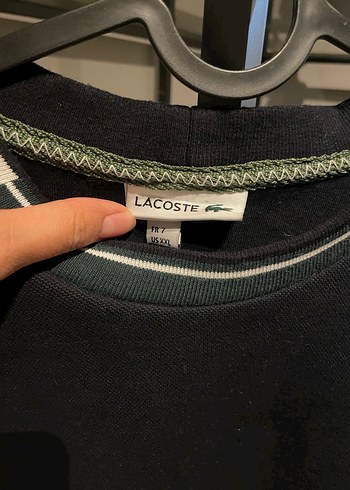 LACOSTE
FR 7
US XXL